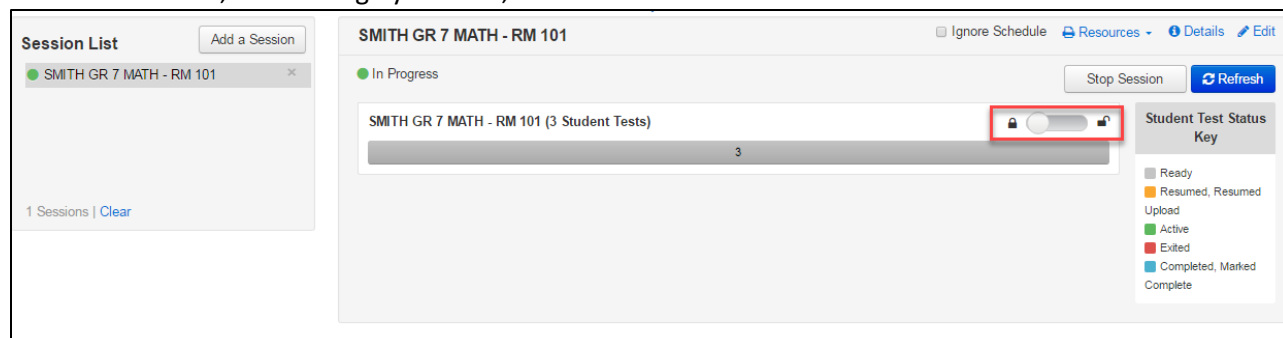 Session List
Add a Session
SMITH GR 7 MATH - RM 101 ×
1 Sessions | Clear
SMITH GR 7 MATH - RM 101
Ignore Schedule Resources Details Edit
In Progress
Stop Session Refresh
SMITH GR 7 MATH - RM 101 (3 Student Tests)
3
Student Test Status
Key
Ready
Resumed, Resumed
Upload
Active
Exited
Completed, Marked
Complete